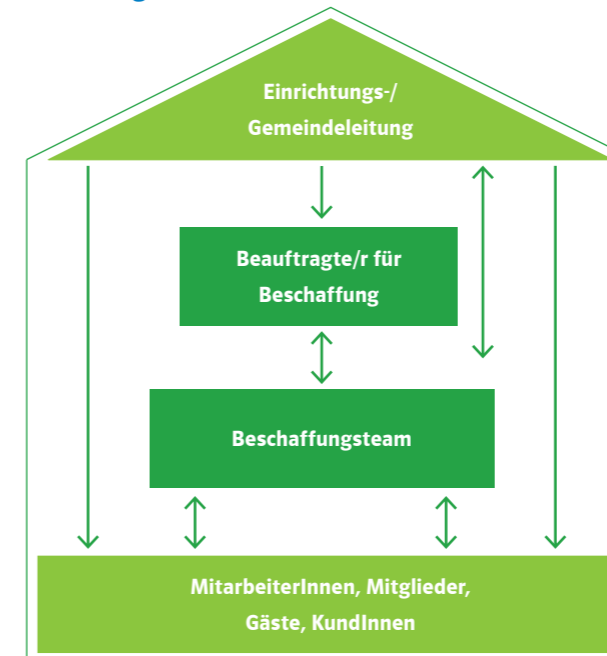 Einrichtungs-/
Gemeindeleitung
Beauftragte/r für
Beschaffung
Beschaffungsteam
MitarbeiterInnen, Mitglieder,
Gäste, KundInnen